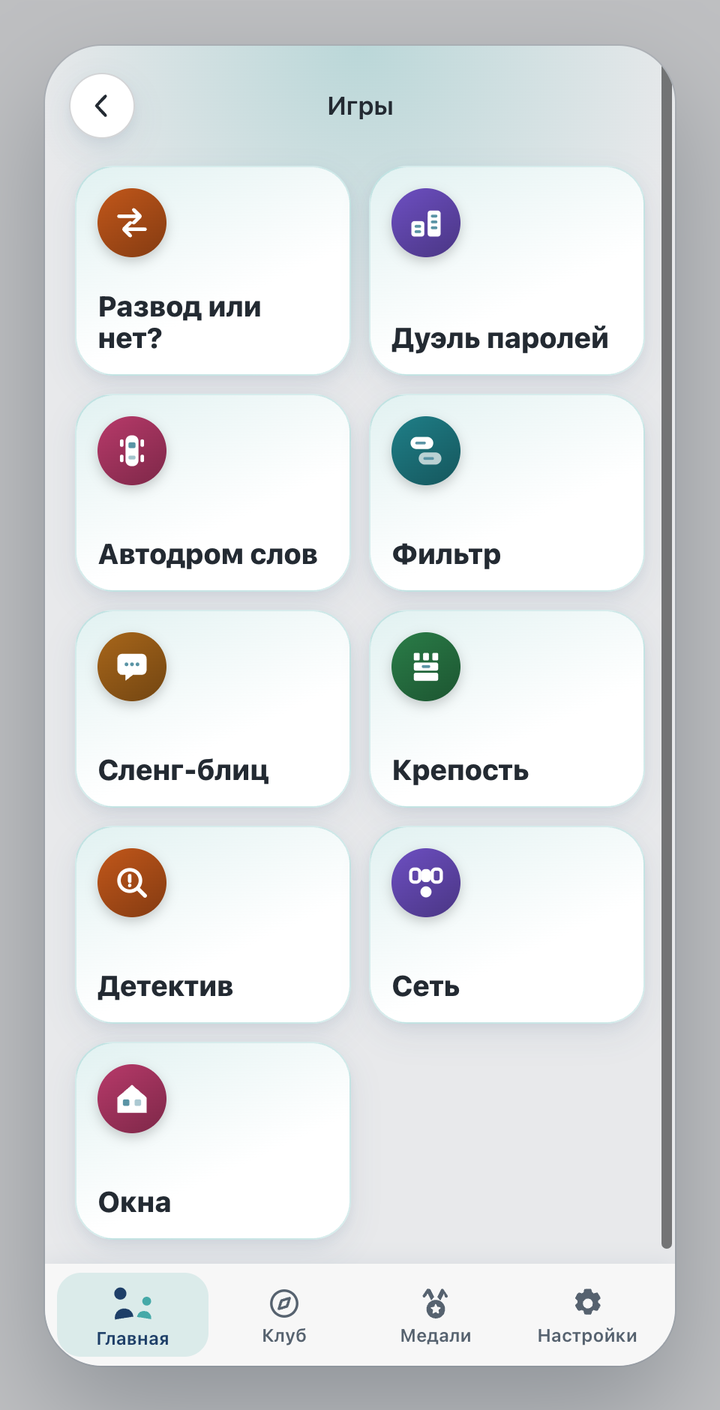 Игры
Развод или
нет?
Дуэль паролей
Автодром слов
Фильтр
Сленг-блиц
Крепость
Детектив
Сеть
Окна
Главная
Клуб
Медали
Настройки